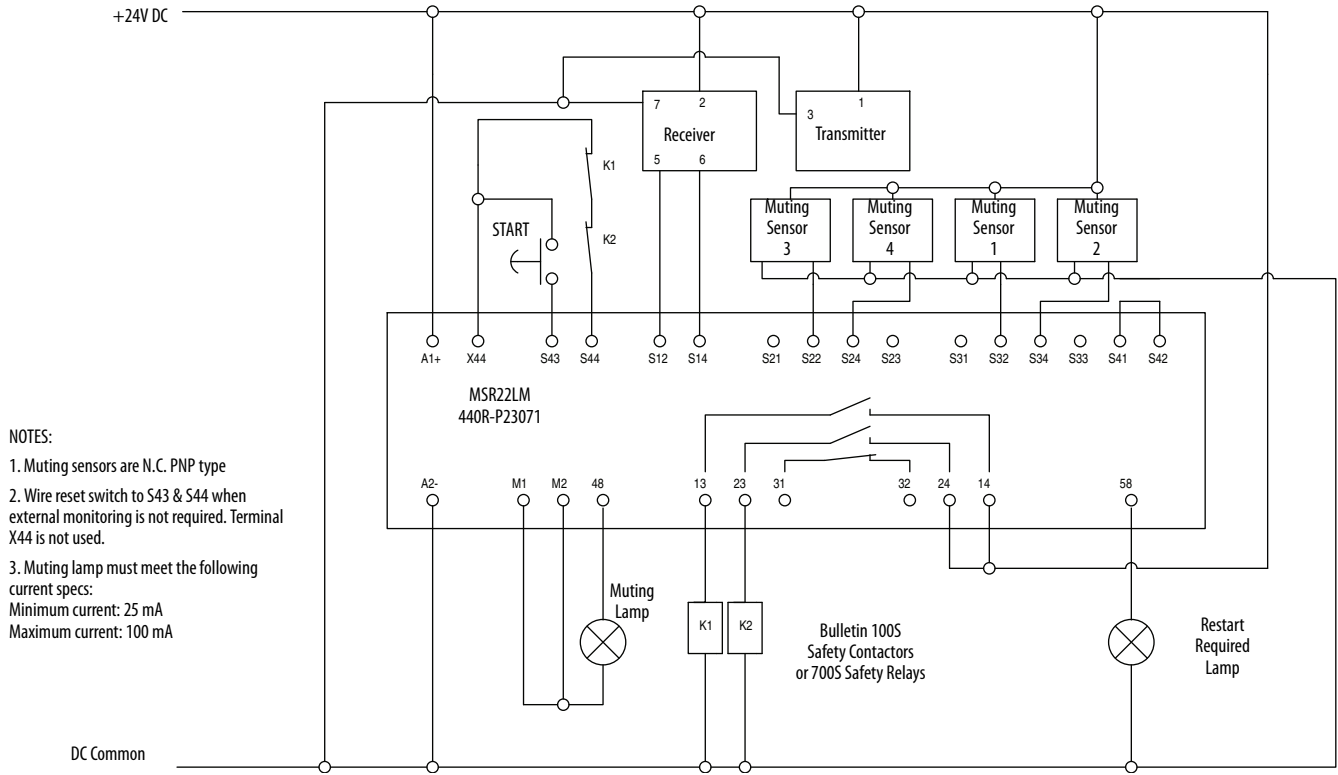 +24V DC
7
2
Receiver
5
6
1
3
Transmitter
K1
K2
START
Muting
Sensor
3
Muting
Sensor
4
Muting
Sensor
1
Muting
Sensor
2
A1+
X44
S43
S44
S12
S14
S21
S22
S24
S23
S31
S32
S34
S33
S41
S42
MSR22LM
440R-P23071
A2-
M1
M2
48
13
23
31
32
24
14
58
NOTES:
1. Muting sensors are N.C. PNP type
2. Wire reset switch to S43 & S44 when
external monitoring is not required. Terminal
X44 is not used.
3. Muting lamp must meet the following
current specs:
Minimum current: 25 mA
Maximum current: 100 mA
Muting
Lamp
K1
K2
Bulletin 100S
Safety Contactors
or 700S Safety Relays
Restart
Required
Lamp
DC Common